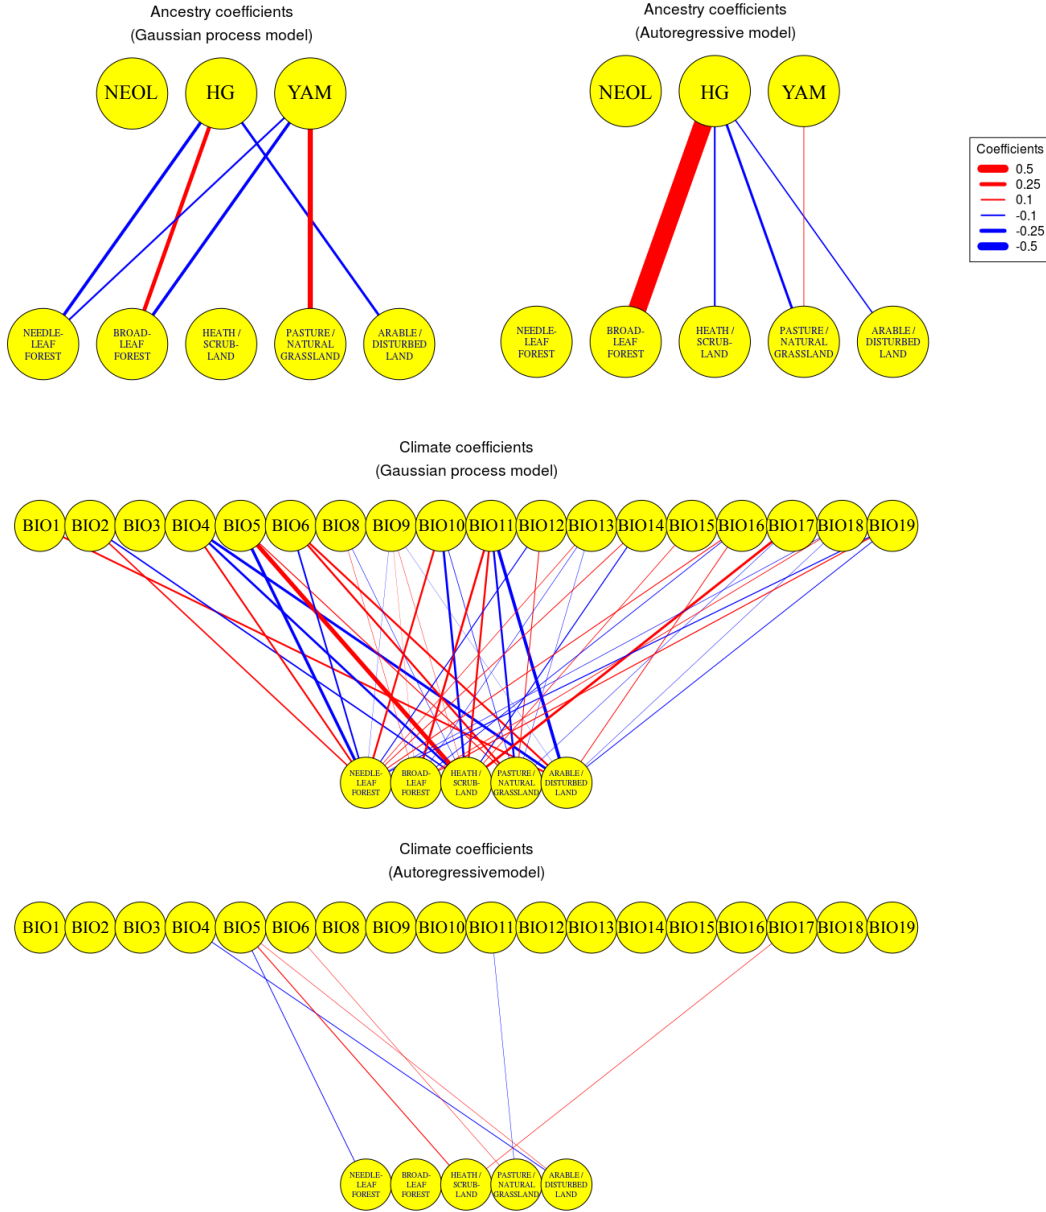 Ancestry coefficients
(Gaussian process model)
Ancestry coefficients
(Autoregressive model)
NEOL
HG
YAM
NEOL
HG
YAM
Coefficients
0.5
0.25
0.1
-0.1
-0.25
-0.5
NEEDLE-
LEAF
FOREST
BROAD-
LEAF
FOREST
HEATH /
SCRUB-
LAND
PASTURE /
NATURAL
GRASSLAND
ARABLE /
DISTURBED
LAND
NEEDLE-
LEAF
FOREST
BROAD-
LEAF
FOREST
HEATH /
SCRUB-
LAND
PASTURE /
NATURAL
GRASSLAND
ARABLE /
DISTURBED
LAND
Climate coefficients
(Gaussian process model)
BIO1
BIO2
BIO3
BIO4
BIO5
BIO6
BIO8
BIO9
BIO10
BIO11
BIO12
BIO13
BIO14
BIO15
BIO16
BIO17
BIO18
BIO19
NEEDLE-
LEAF
FOREST
BROAD-
LEAF
FOREST
HEATH /
SCRUB-
LAND
PASTURE /
NATURAL
GRASSLAND
ARABLE /
DISTURBED
LAND
Climate coefficients
(Autoregressivemodel)
BIO1
BIO2
BIO3
BIO4
BIO5
BIO6
BIO8
BIO9
BIO10
BIO11
BIO12
BIO13
BIO14
BIO15
BIO16
BIO17
BIO18
BIO19
NEEDLE-
LEAF
FOREST
BROAD-
LEAF
FOREST
HEATH /
SCRUB-
LAND
PASTURE /
NATURAL
GRASSLAND
ARABLE /
DISTURBED
LAND